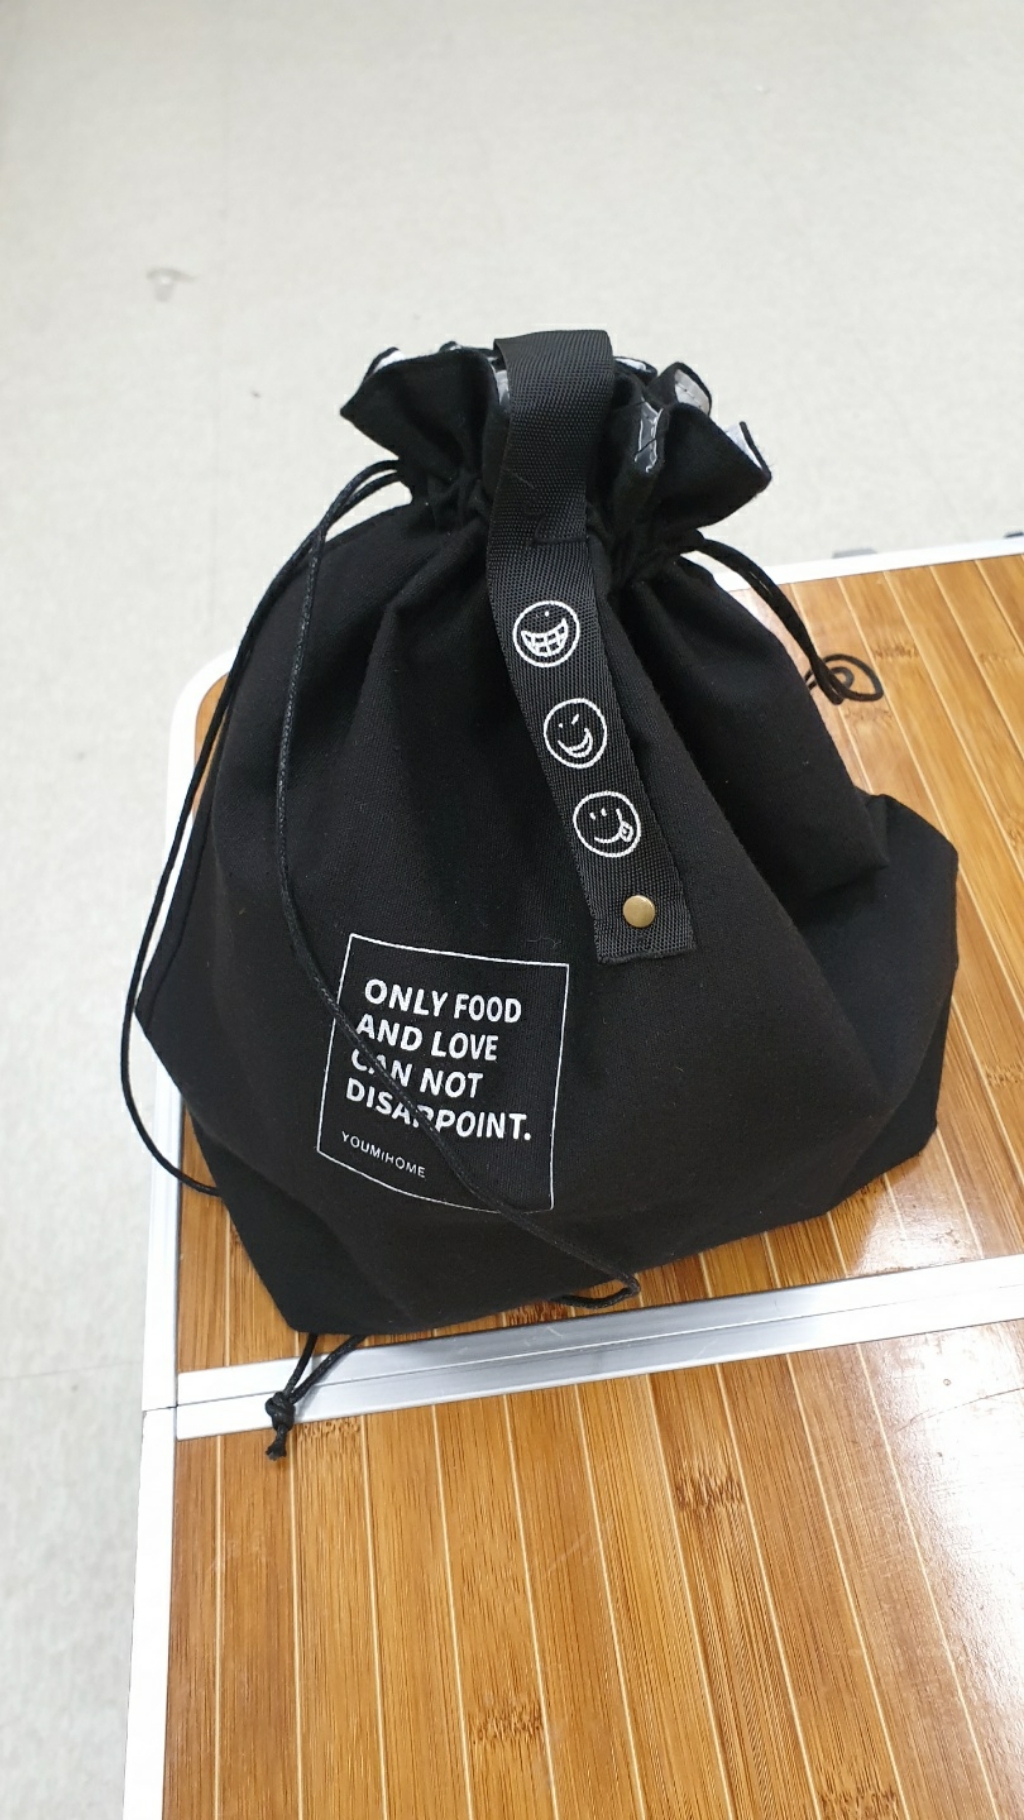 ONLY FOOD
AND LOVE
CAN NOT
DISAPPOINT.
YOUMIHOME